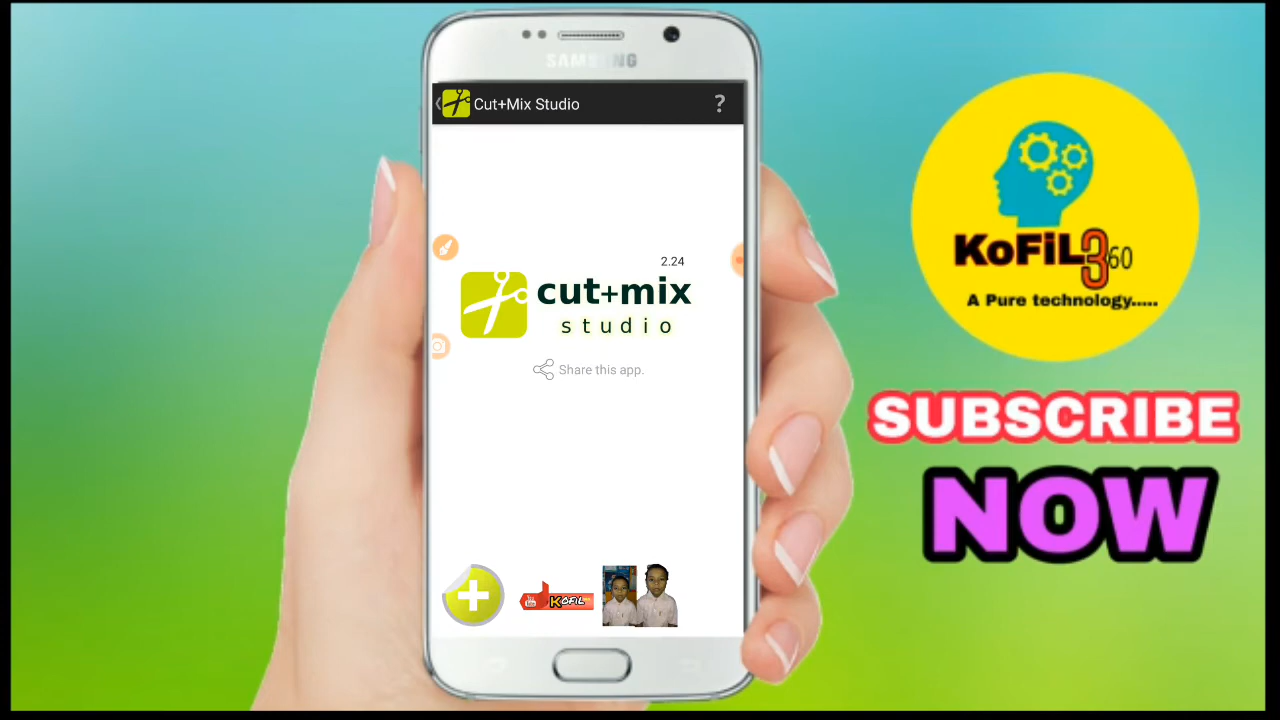 SAMSUNG
Cut+Mix Studio ?
2.24
cut+mix
studio
Share this app.
KoFiL
KoFiL360
A Pure technology.....
SUBSCRIBE
NOW